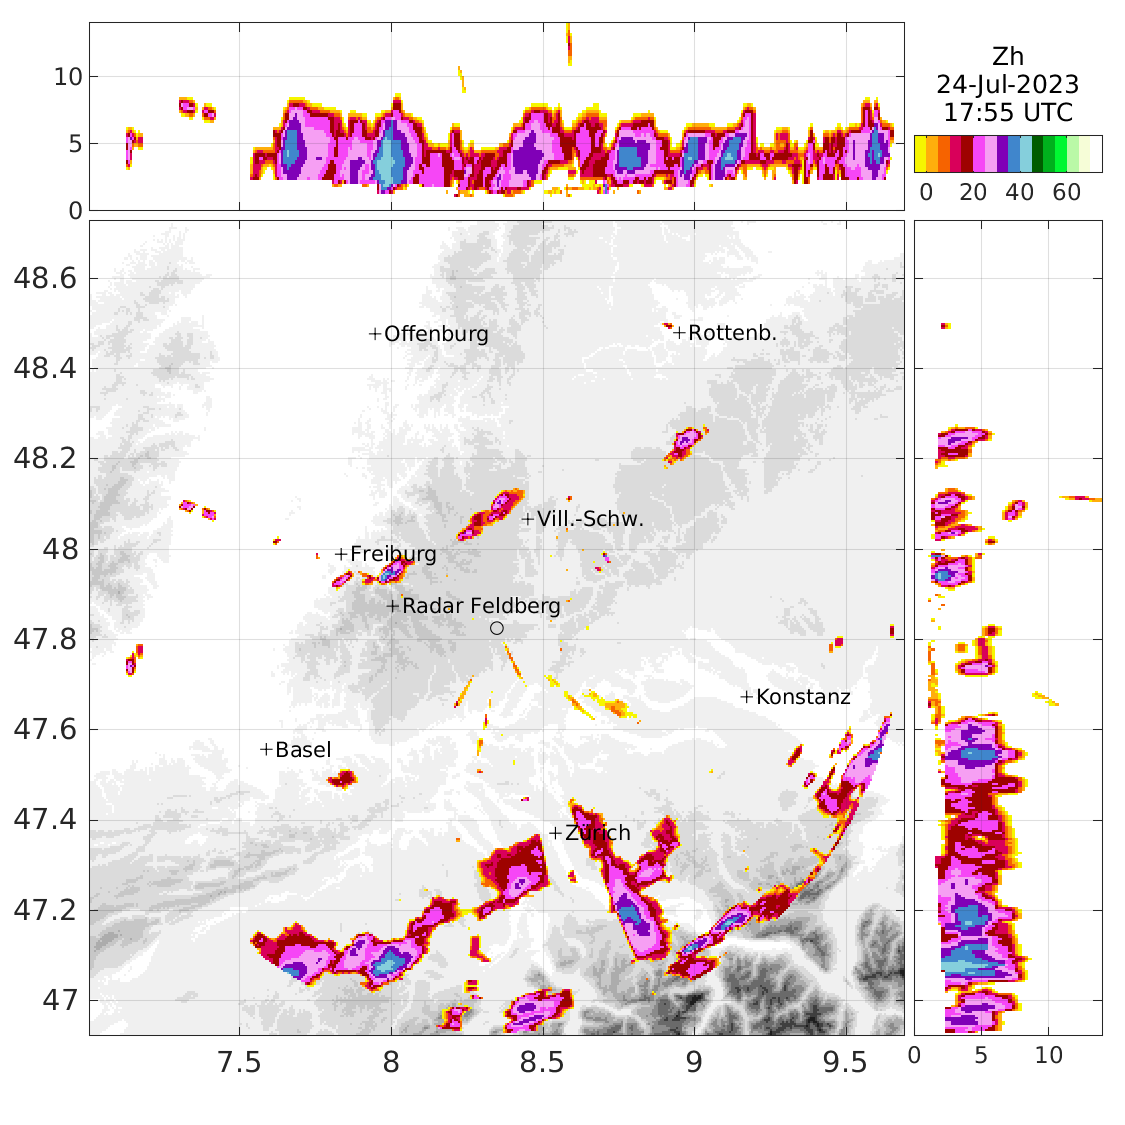 10
5
0
Zh
24-Jul-2023
17:55 UTC
0 20 40 60
48.6
+Offenburg
+Rottenb.
48.4
48.2
+Vill.-Schw.
48
+Freiburg
+Radar Feldberg
47.8
+Konstanz
47.6
+Basel
47.4
+Zürich
47.2
47
7.5 8 8.5 9 9.5
0 5 10